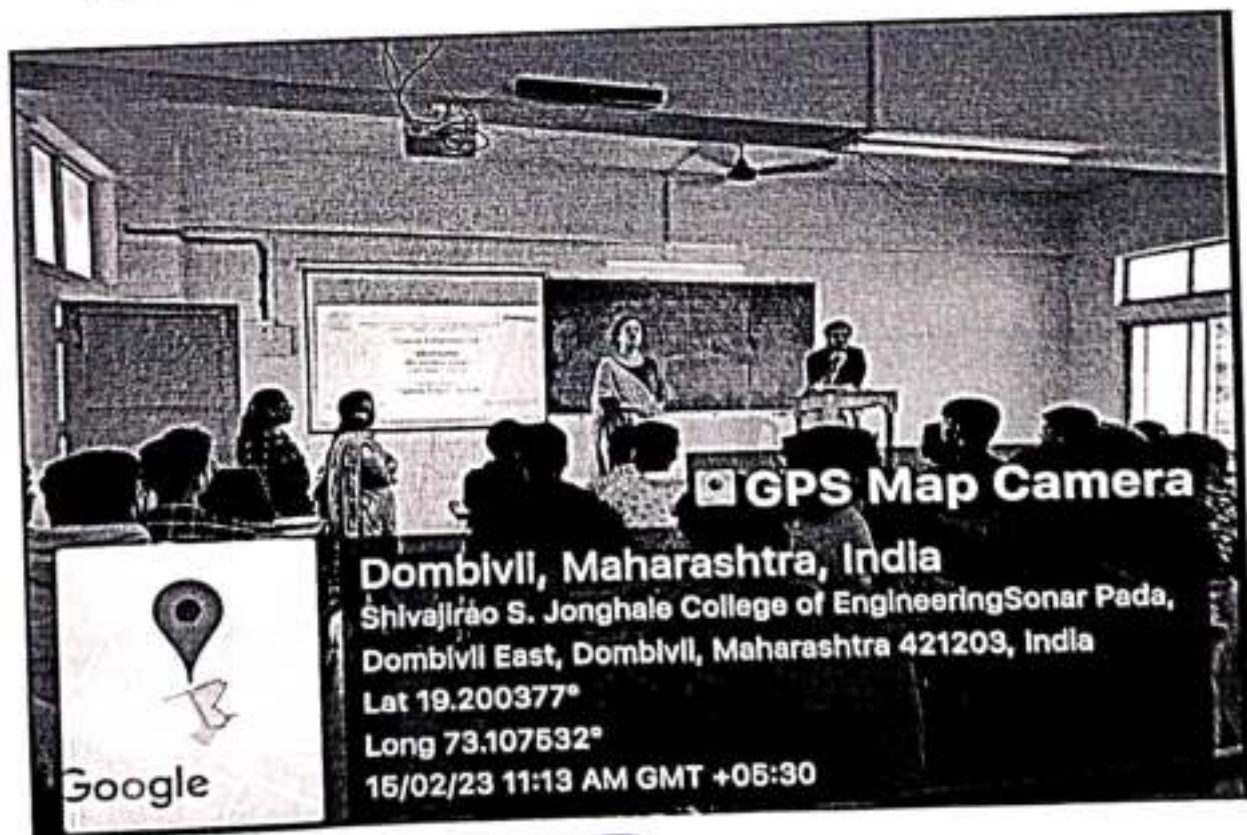 GPS Map Camera
Dombivli, Maharashtra, India
Shivajirao S. Jonghale College of EngineeringSonar Pada,
Dombivli East, Dombivli, Maharashtra 421203, India
Lat 19.200377°
Long 73.107532°
15/02/23 11:13 AM GMT +05:30
Google